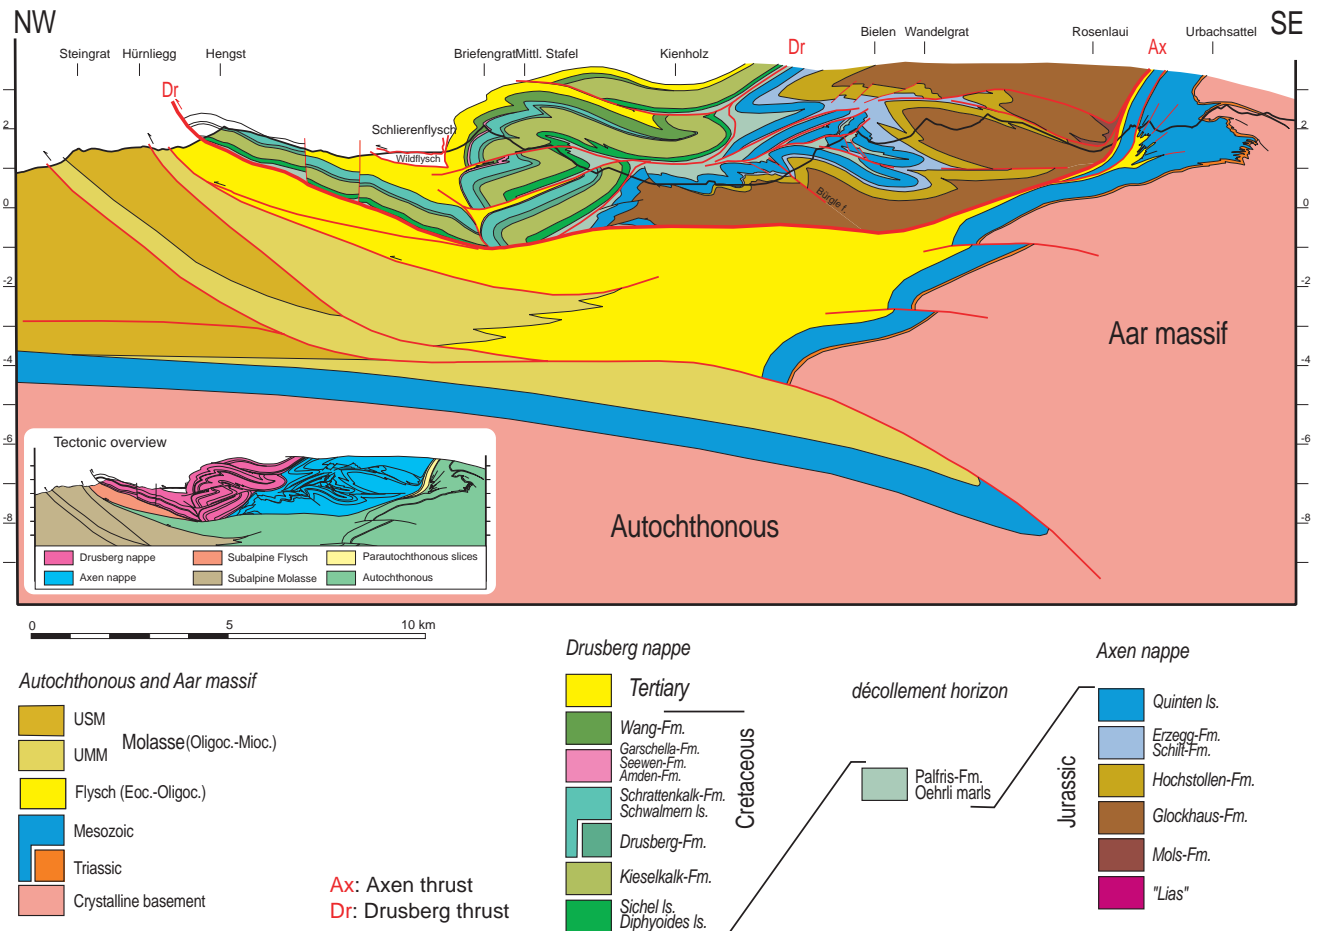 NW
SE
Steingrat
Hürnliegg
Hengst
Briefengrat
Mittl. Stafel
Kienholz
Dr
Bielen
Wandelgrat
Rosenlaui
Ax
Urbachsattel
Dr
Schlierenflysch
Wildflysch
Bürgle f.
2
0
-2
-4
-6
-8
2
0
-2
-4
-6
-8
Aar massif
Autochthonous
Tectonic overview
Drusberg nappe
Subalpine Flysch
Parautochthonous slices
Axen nappe
Subalpine Molasse
Autochthonous
0
5
10 km
Autochthonous and Aar massif
USM
UMM
Molasse (Oligoc.-Mioc.)
Flysch (Eoc.-Oligoc.)
Mesozoic
Triassic
Crystalline basement
Ax: Axen thrust
Dr: Drusberg thrust
Drusberg nappe
Tertiary
Wang-Fm.
Garschella-Fm.
Seewen-Fm.
Amden-Fm.
Schrattenkalk-Fm.
Schwalmern ls.
Drusberg-Fm.
Kieselkalk-Fm.
Sichel ls.
Diphyoides ls.
Cretaceous
décollement horizon
Palfris-Fm.
Oehrli marls
Axen nappe
Jurassic
Quinten ls.
Erzegg-Fm.
Schilt-Fm.
Hochstollen-Fm.
Glockhaus-Fm.
Mols-Fm.
"Lias"